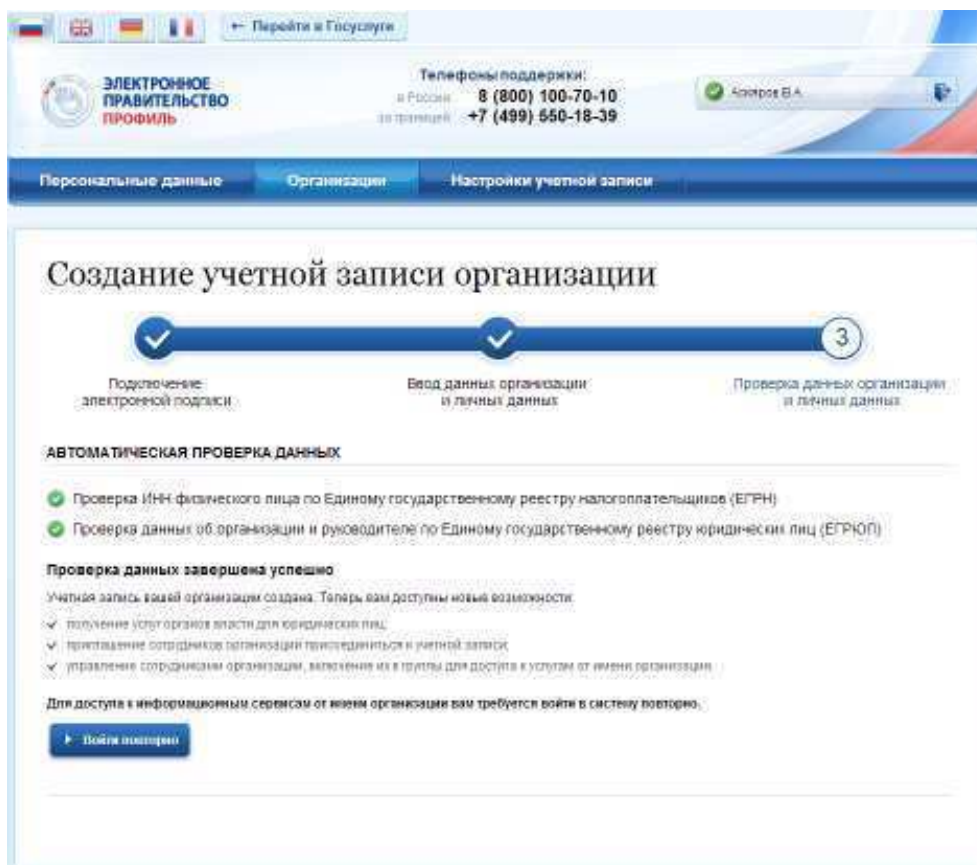 ← Перейти в Госуслуги
ЭЛЕКТРОННОЕ
ПРАВИТЕЛЬСТВО
ПРОФИЛЬ
Телефоны поддержки:
в России 8 (800) 100-70-10
за границей +7 (499) 550-18-39
В.А.
Персональные данные
Организации
Настройки учетной записи
Создание учетной записи организации
3
Подключение
электронной подписи
Ввод данных организации
и личных данных
Проверка данных организации
и личных данных
АВТОМАТИЧЕСКАЯ ПРОВЕРКА ДАННЫХ
Проверка ИНН физического лица по Единому государственному реестру налогоплательщиков (ЕГРН)
Проверка данных об организации и руководителе по Единому государственному реестру юридических лиц (ЕГРЮЛ)
Проверка данных завершена успешно
Учетная запись вашей организации создана. Теперь вам доступны новые возможности:
получение услуг органов власти для юридических лиц;
приглашение сотрудников организации присоединиться к учетной записи;
управление сотрудниками организации, включение их в группы для доступа к услугам от имени организации.
Для доступа к информационным сервисам от имени организации вам требуется войти в систему повторно.
Войти повторно